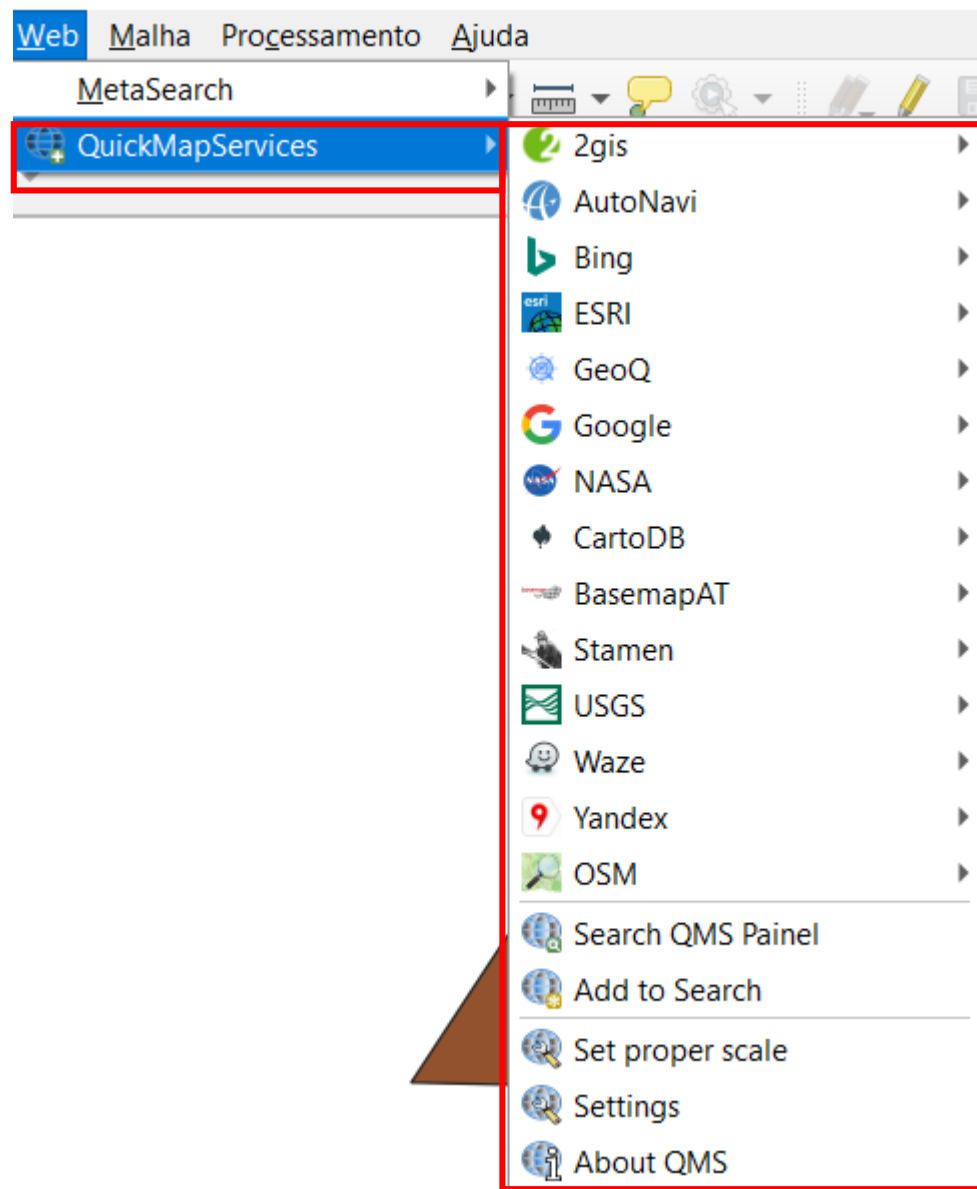 Web Malha Processamento Ajuda
MetaSearch
QuickMapServices
2gis
AutoNavi
Bing
esri ESRI
GeoQ
Google
NASA
CartoDB
BasemapAT
Stamen
USGS
Waze
Yandex
OSM
Search QMS Painel
Add to Search
Set proper scale
Settings
About QMS